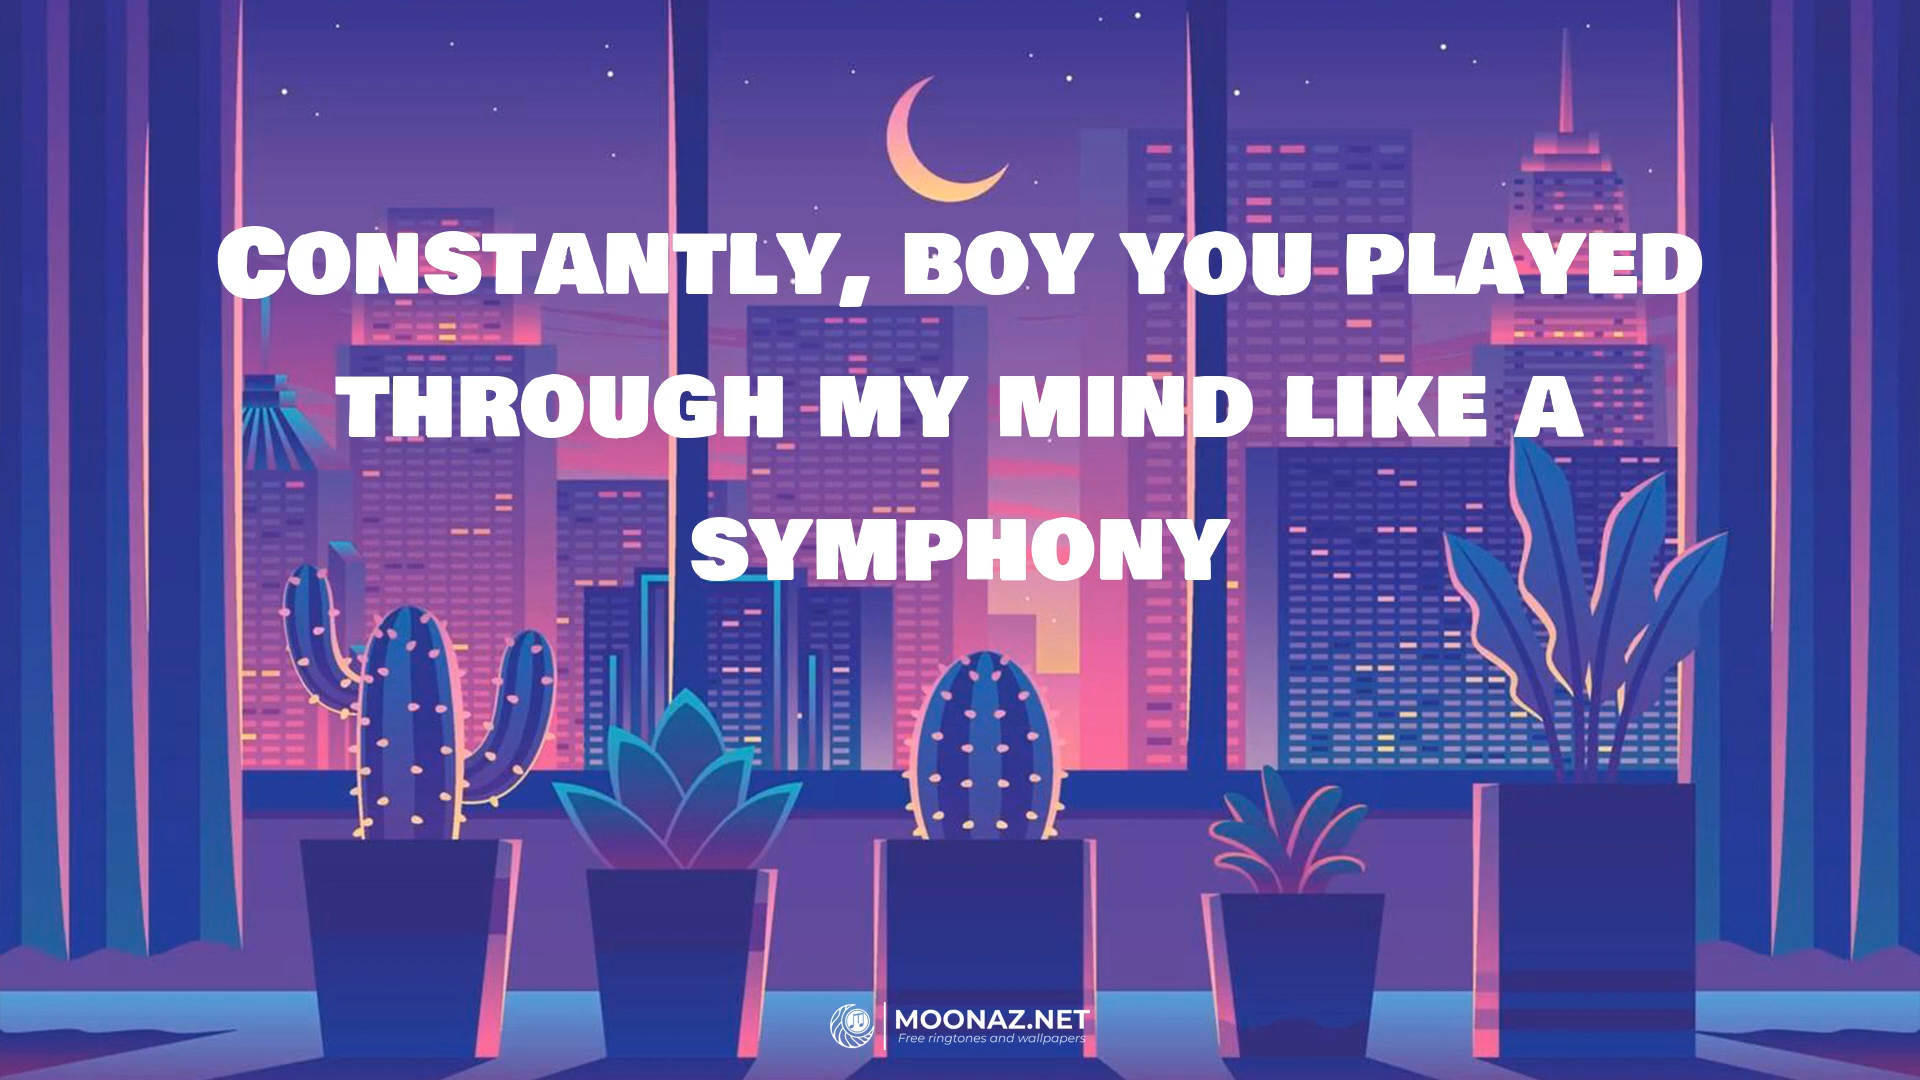 Constantly, boy you played
through my mind like a
symphony
MOONAZ.NET
Free ringtones and wallpapers